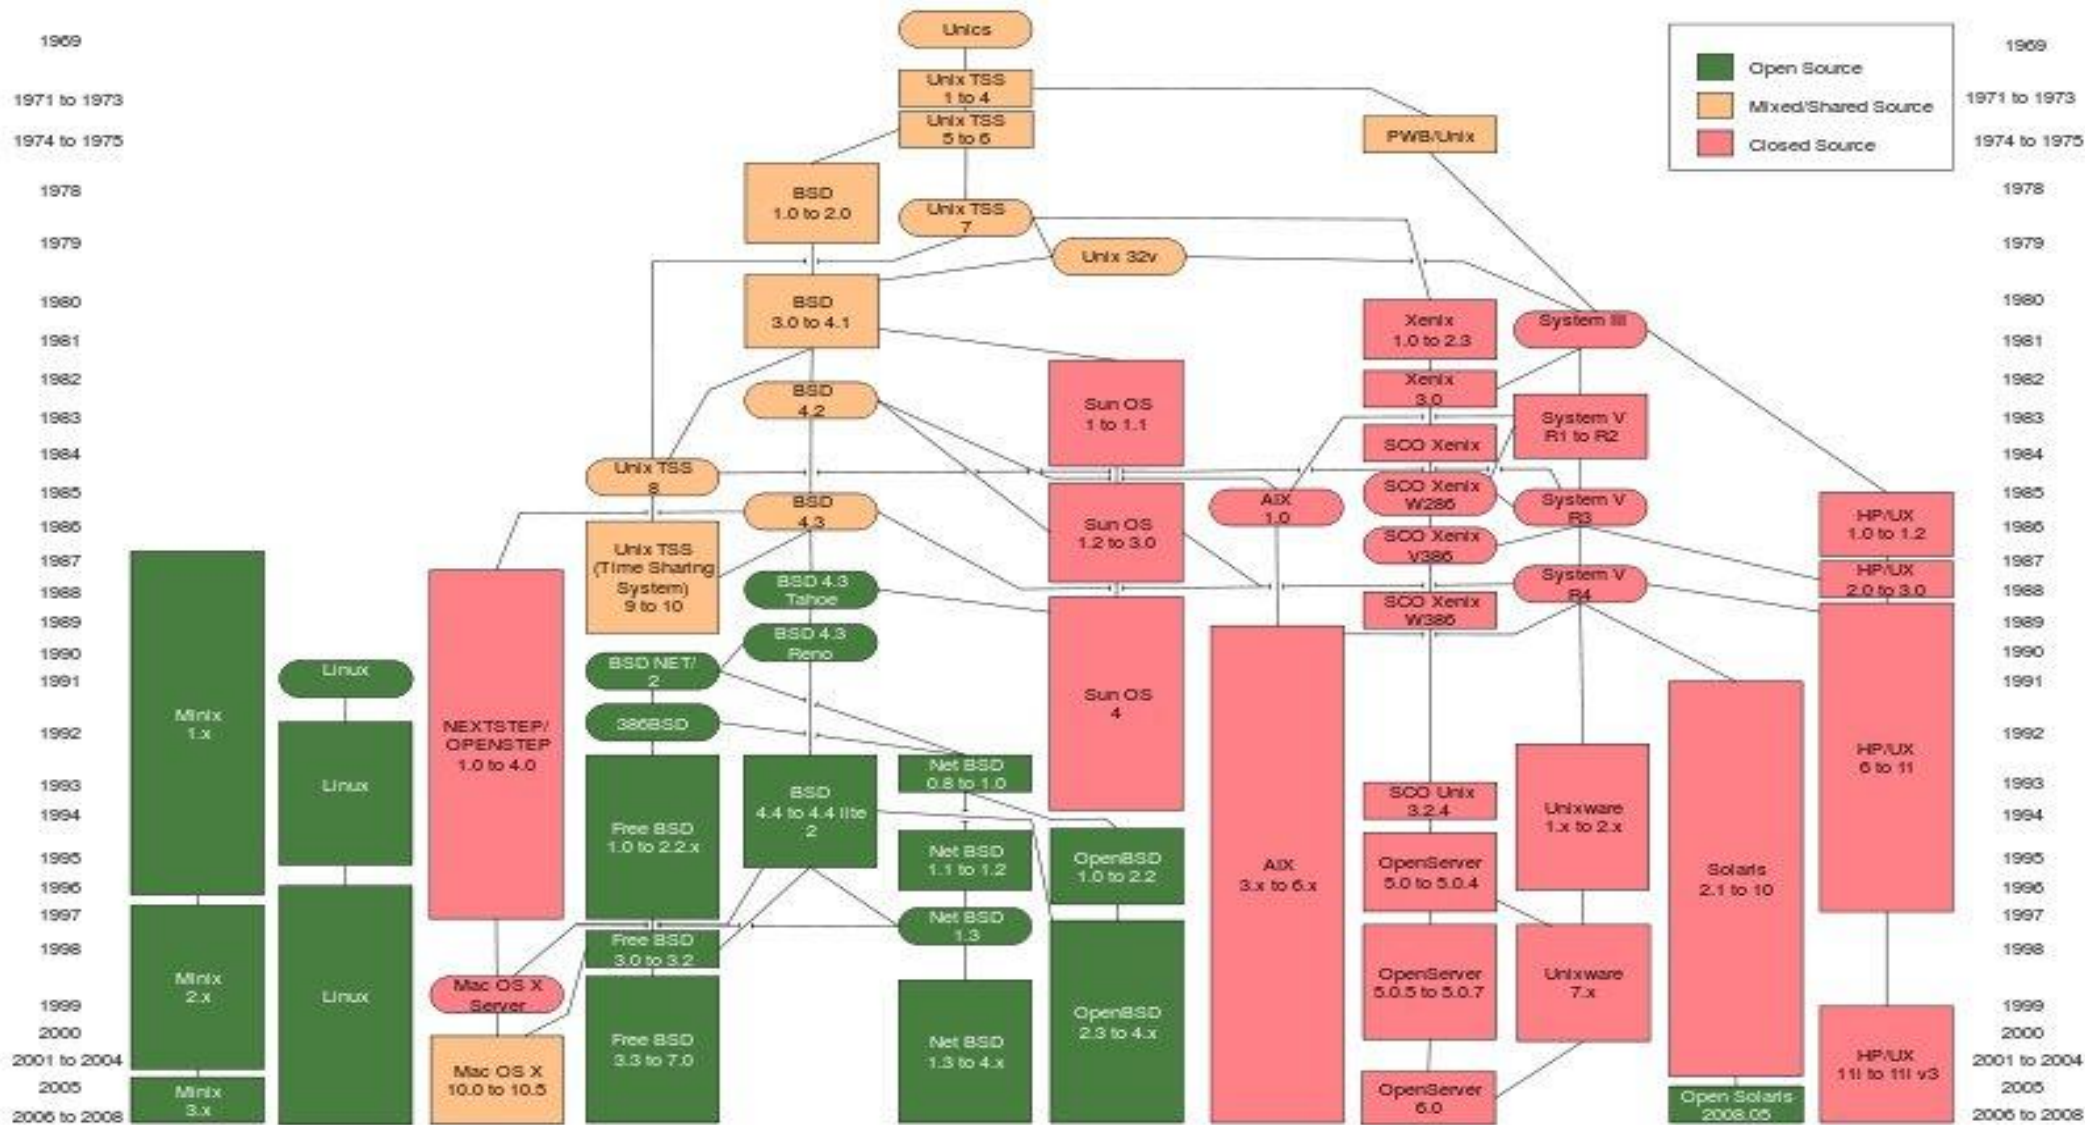 1969
1971 to 1973
1974 to 1975
1978
1979
1980
1981
1982
1983
1984
1985
1986
1987
1988
1989
1990
1991
1992
1993
1994
1995
1996
1997
1998
1999
2000
2001 to 2004
2005
2006 to 2008
Minix
1.x
Minix
2.x
Minix
3.x
Linux
Linux
Linux
NEXTSTEP/
OPENSTEP
1.0 to 4.0
Mac OS X
Server
Mac OS X
10.0 to 10.5
Unix TSS
8
Unix TSS
(Time Sharing
System)
9 to 10
BSD NET/
2
386BSD
Free BSD
1.0 to 2.2.x
Free BSD
3.0 to 3.2
Free BSD
3.3 to 7.0
BSD
1.0 to 2.0
BSD
3.0 to 4.1
BSD
4.2
BSD
4.3
BSD 4.3
Tahoe
BSD 4.3
Reno
BSD
4.4 to 4.4 lite
2
Unics
Unix TSS
1 to 4
Unix TSS
5 to 6
Unix TSS
7
Net BSD
0.8 to 1.0
Net BSD
1.1 to 1.2
Net BSD
1.3
Net BSD
1.3 to 4.x
Unix 32v
Sun OS
1 to 1.1
Sun OS
1.2 to 3.0
Sun OS
4
OpenBSD
1.0 to 2.2
OpenBSD
2.3 to 4.x
AIX
1.0
AIX
3.x to 6.x
PWB/Unix
Xenix
1.0 to 2.3
Xenix
3.0
SCO Xenix
SCO Xenix
W286
SCO Xenix
V386
SCO Xenix
W386
SCO Unix
3.2.4
OpenServer
5.0 to 5.0.4
OpenServer
5.0.5 to 5.0.7
OpenServer
6.0
System III
System V
R1 to R2
System V
R3
System V
R4
Unixware
1.x to 2.x
Unixware
7.x
Solaris
2.1 to 10
Open Solaris
2008.05
HP/UX
1.0 to 1.2
HP/UX
2.0 to 3.0
HP/UX
6 to 11
HP/UX
11i to 11i v3
Open Source
Mixed/Shared Source
Closed Source
1969
1971 to 1973
1974 to 1975
1978
1979
1980
1981
1982
1983
1984
1985
1986
1987
1988
1989
1990
1991
1992
1993
1994
1995
1996
1997
1998
1999
2000
2001 to 2004
2005
2006 to 2008